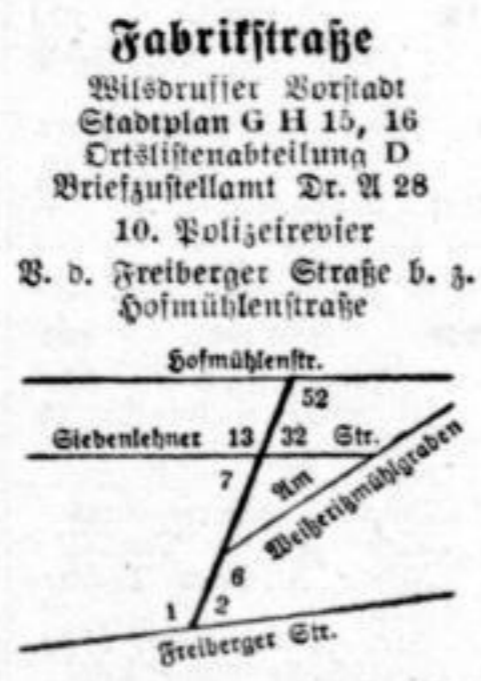 Fabrikstraße
Wilsdruffer Vorstadt
Stadtplan G H 15, 16
Ortslistenabteilung D
Briefzustellamt Dr. A 28
10. Polizeirevier
V. d. Freiberger Straße b. z.
Hofmühlenstraße
Hofmühlenstr.
52
Siebenlehner 13 32 Str.
7
Am
Weißeritzmühlgraben
6
1 2
Freiberger Str.